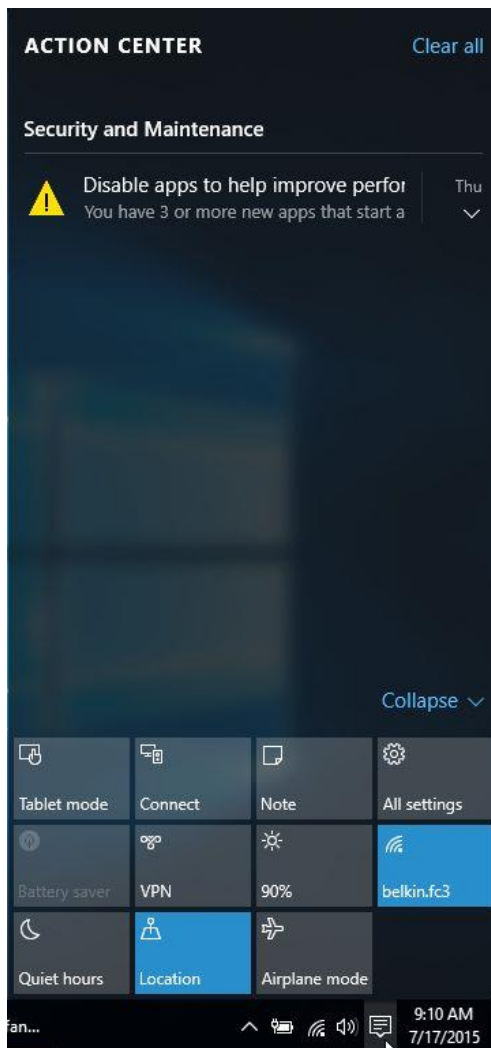 ACTION CENTER Clear all
Security and Maintenance
Disable apps to help improve perfor Thu
You have 3 or more new apps that start a
Collapse
Tablet mode Connect Note All settings
Battery saver VPN 90% belkin.fc3
Quiet hours Location Airplane mode
fan... 9:10 AM
7/17/2015